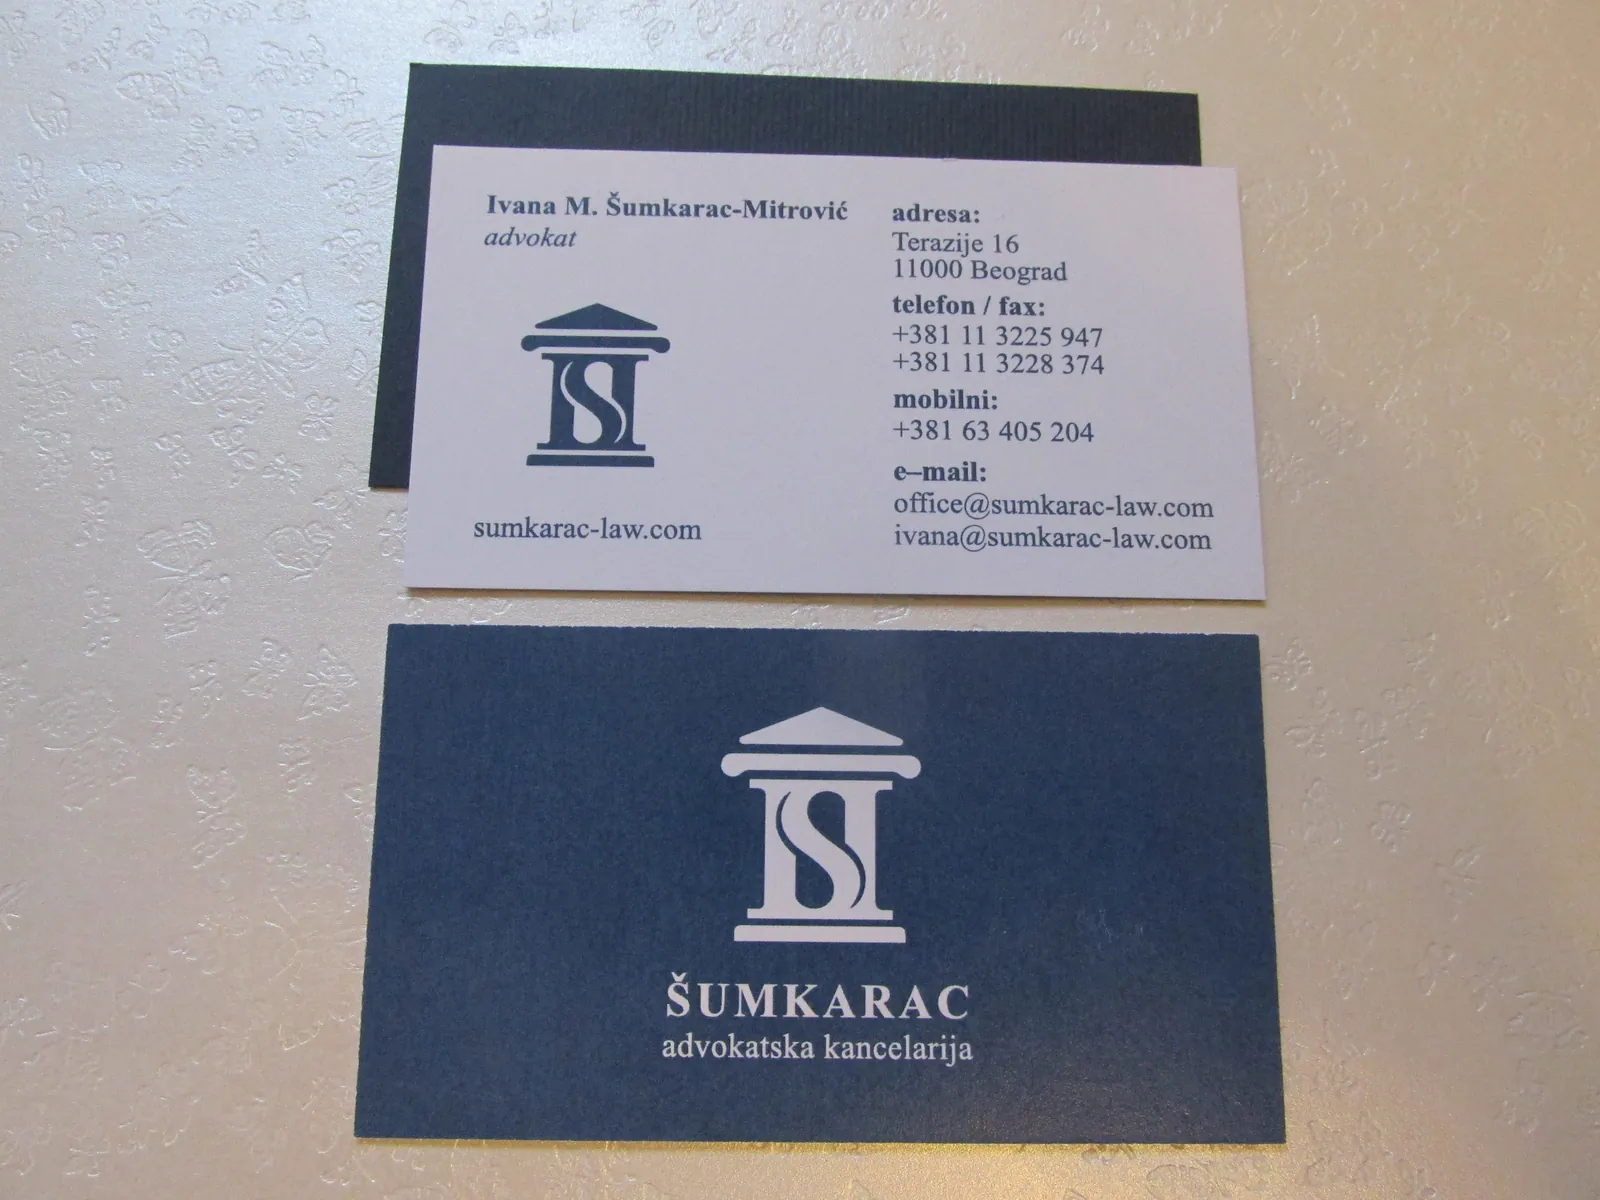 Ivana M. Šumkarac-Mitrović
advokat
sumkarac-law.com
adresa:
Terazije 16
11000 Beograd
telefon / fax:
+381 11 3225 947
+381 11 3228 374
mobilni:
+381 63 405 204
e–mail:
office@sumkarac-law.com
ivana@sumkarac-law.com
ŠUMKARAC
advokatska kancelarija